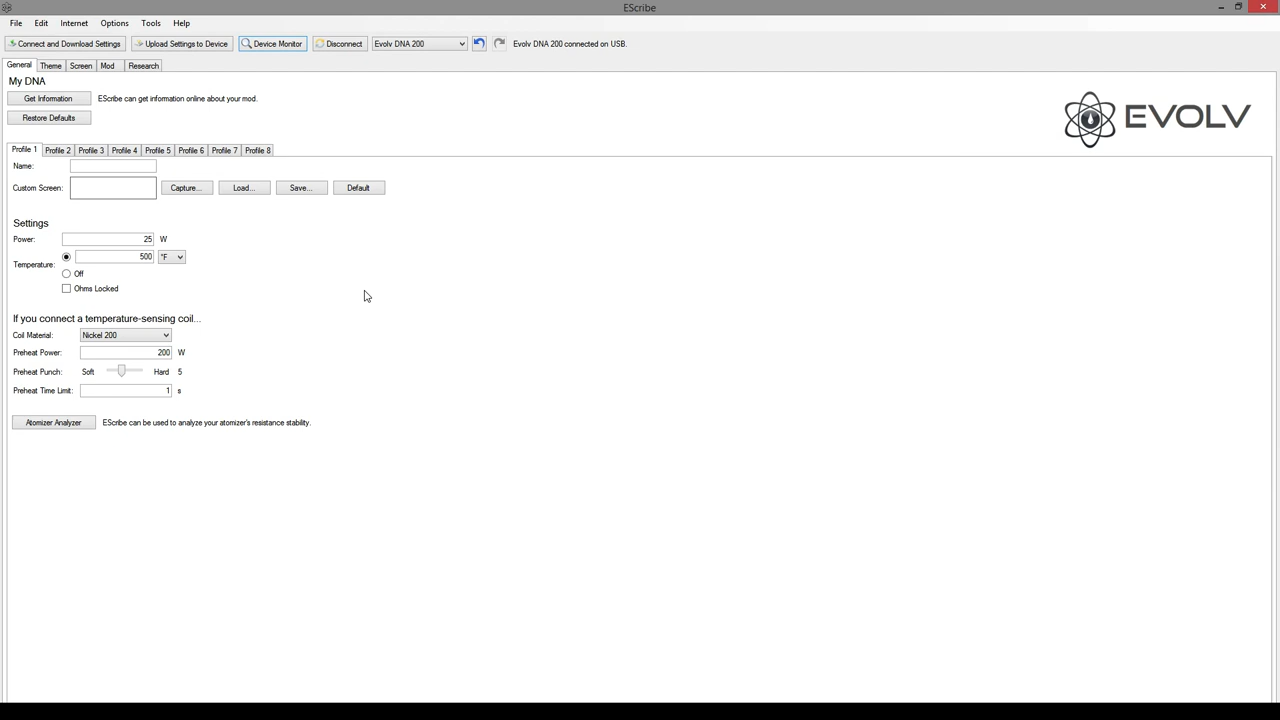 EScribe
File Edit Internet Options Tools Help
Connect and Download Settings Upload Settings to Device Device Monitor Disconnect Evolv DNA 200 Evolv DNA 200 connected on USB.
General Theme Screen Mod Research
My DNA
Get Information EScribe can get information online about your mod.
Restore Defaults
EVOLV
Profile 1 Profile 2 Profile 3 Profile 4 Profile 5 Profile 6 Profile 7 Profile 8
Name:
Custom Screen: Capture... Load... Save... Default
Settings
Power: 25 W
Temperature: 500 °F
Off
Ohms Locked
If you connect a temperature-sensing coil...
Coil Material: Nickel 200
Preheat Power: 200 W
Preheat Punch: Soft Hard 5
Preheat Time Limit: 1 s
Atomizer Analyzer EScribe can be used to analyze your atomizer's resistance stability.